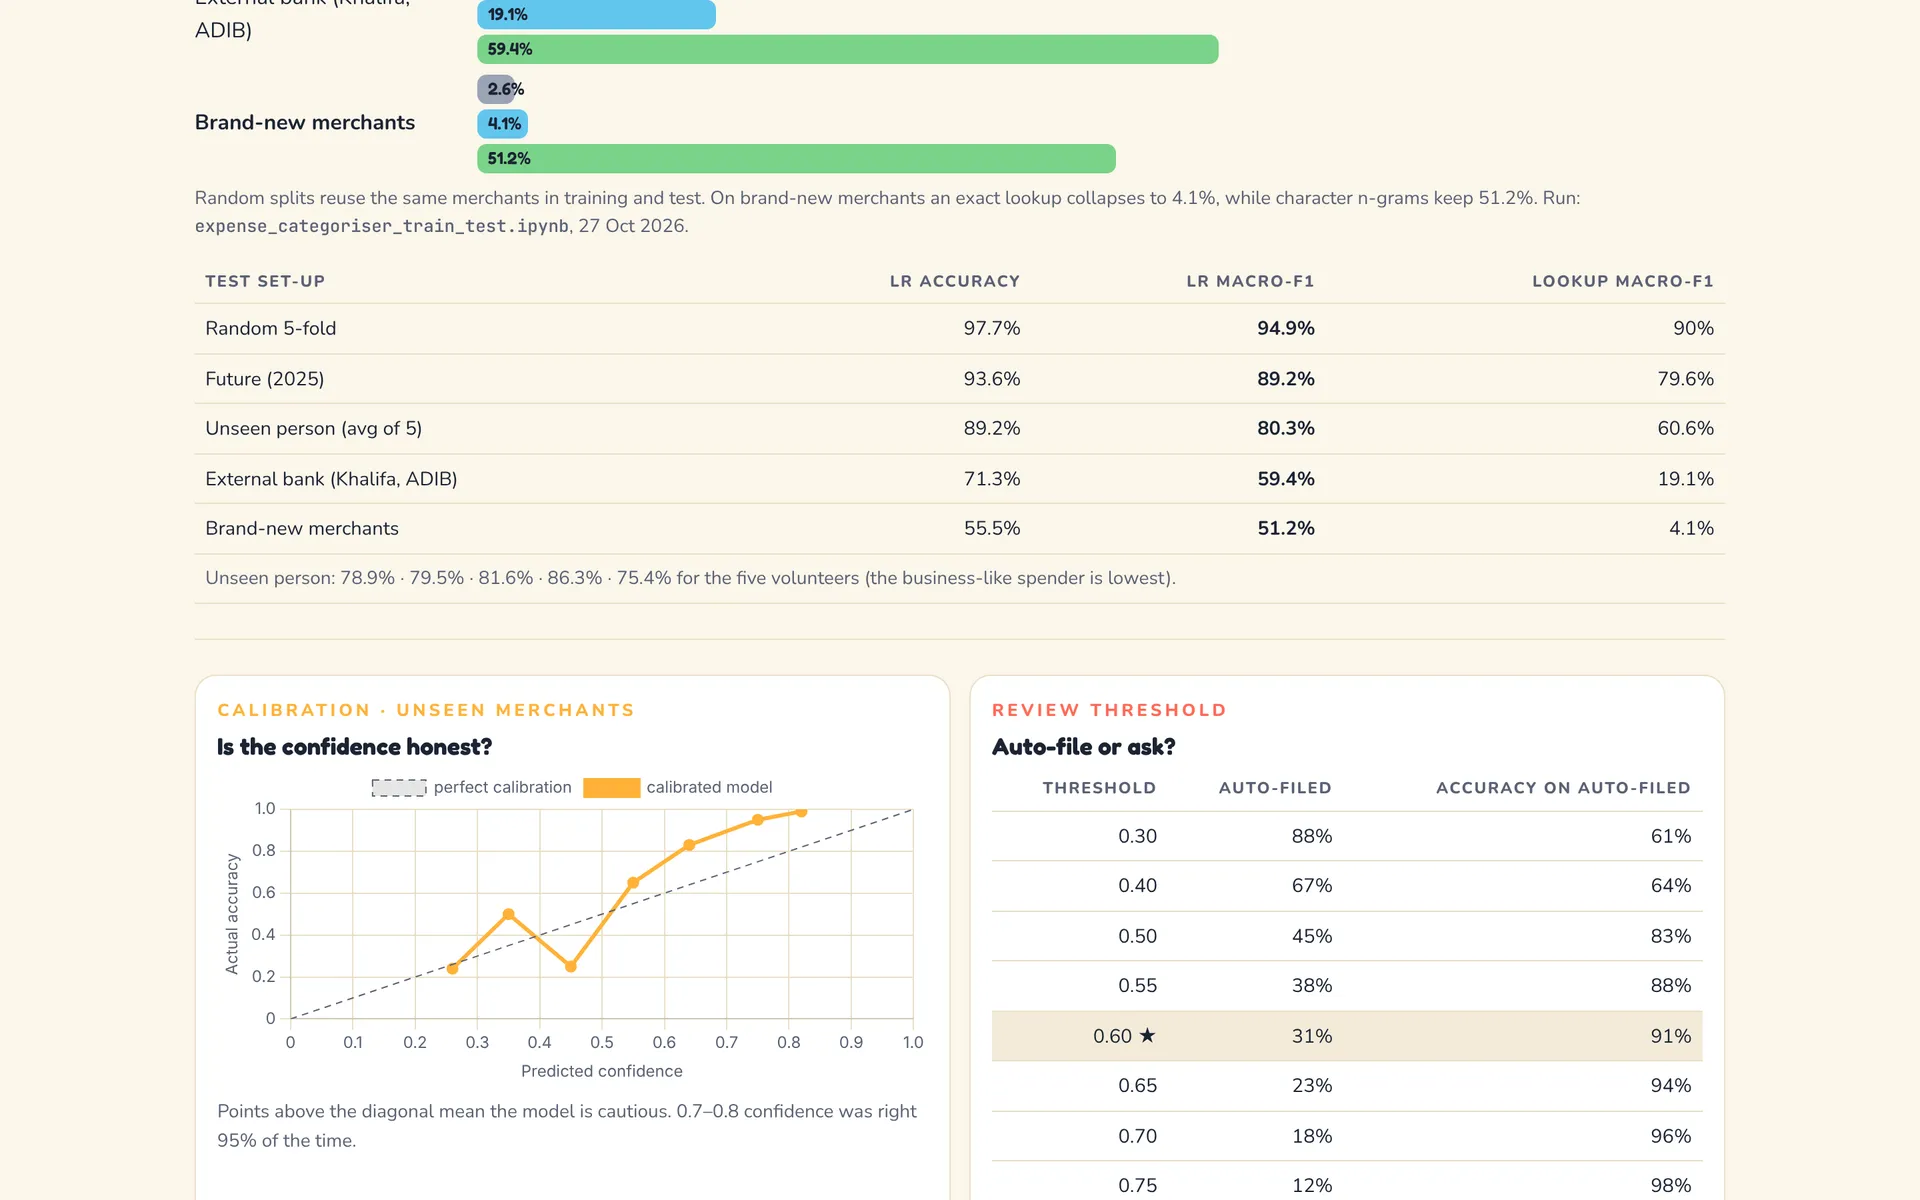 External bank (Khalifa,
ADIB)
19.1%
59.4%
Brand-new merchants
2.6%
4.1%
51.2%
Random splits reuse the same merchants in training and test. On brand-new merchants an exact lookup collapses to 4.1%, while character n-grams keep 51.2%. Run:
expense_categoriser_train_test.ipynb, 27 Oct 2026.
TEST SET-UP LR ACCURACY LR MACRO-F1 LOOKUP MACRO-F1
Random 5-fold 97.7% 94.9% 90%
Future (2025) 93.6% 89.2% 79.6%
Unseen person (avg of 5) 89.2% 80.3% 60.6%
External bank (Khalifa, ADIB) 71.3% 59.4% 19.1%
Brand-new merchants 55.5% 51.2% 4.1%
Unseen person: 78.9% · 79.5% · 81.6% · 86.3% · 75.4% for the five volunteers (the business-like spender is lowest).
CALIBRATION · UNSEEN MERCHANTS
Is the confidence honest?
perfect calibration calibrated model
Actual accuracy
1.0
0.8
0.6
0.4
0.2
0
0 0.1 0.2 0.3 0.4 0.5 0.6 0.7 0.8 0.9 1.0
Predicted confidence
Points above the diagonal mean the model is cautious. 0.7–0.8 confidence was right
95% of the time.
REVIEW THRESHOLD
Auto-file or ask?
THRESHOLD AUTO-FILED ACCURACY ON AUTO-FILED
0.30 88% 61%
0.40 67% 64%
0.50 45% 83%
0.55 38% 88%
0.60 ★ 31% 91%
0.65 23% 94%
0.70 18% 96%
0.75 12% 98%